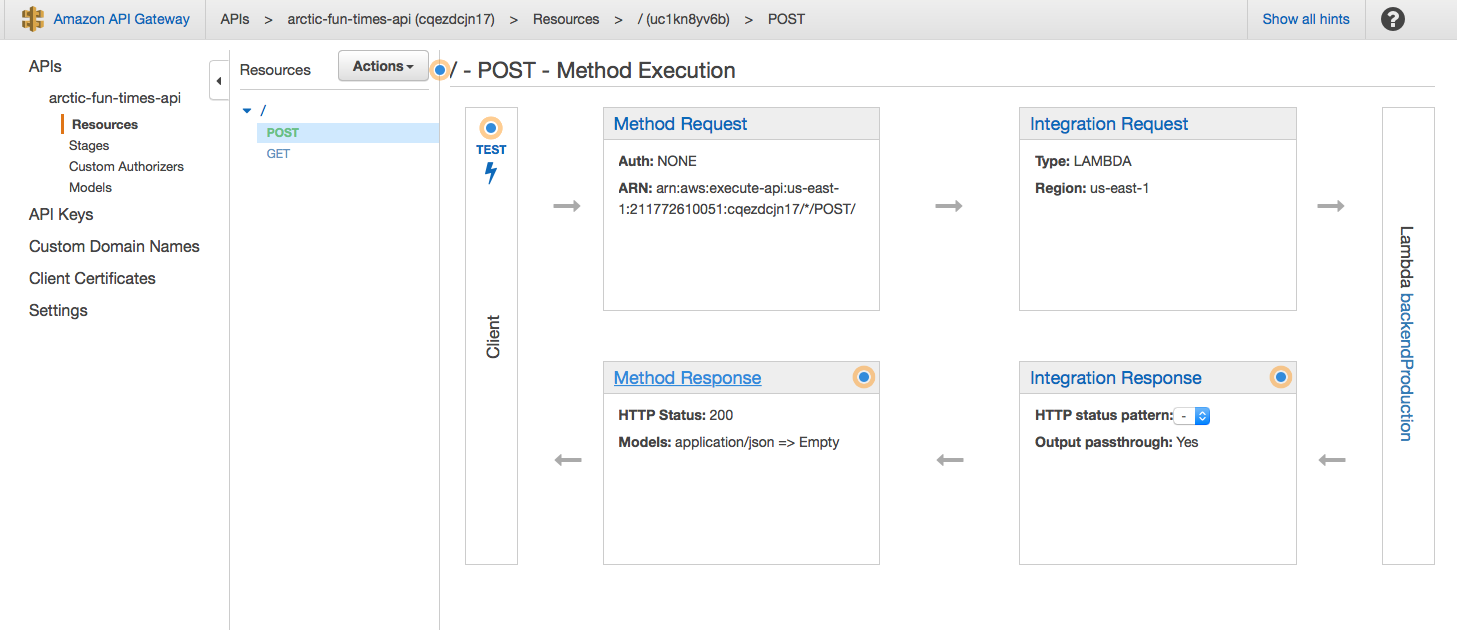 Amazon API Gateway
APIs > arctic-fun-times-api (cqezdcjn17) > Resources > / (uc1kn8yv6b) > POST
Show all hints
?
APIs
arctic-fun-times-api
Resources
Stages
Custom Authorizers
Models
API Keys
Custom Domain Names
Client Certificates
Settings
Resources
Actions
/
POST
GET
/ - POST - Method Execution
TEST
Client
Method Request
Auth: NONE
ARN: arn:aws:execute-api:us-east-
1:211772610051:cqezdcjn17/*/POST/
Integration Request
Type: LAMBDA
Region: us-east-1
Lambda backendProduction
Method Response
HTTP Status: 200
Models: application/json => Empty
Integration Response
HTTP status pattern: -
Output passthrough: Yes